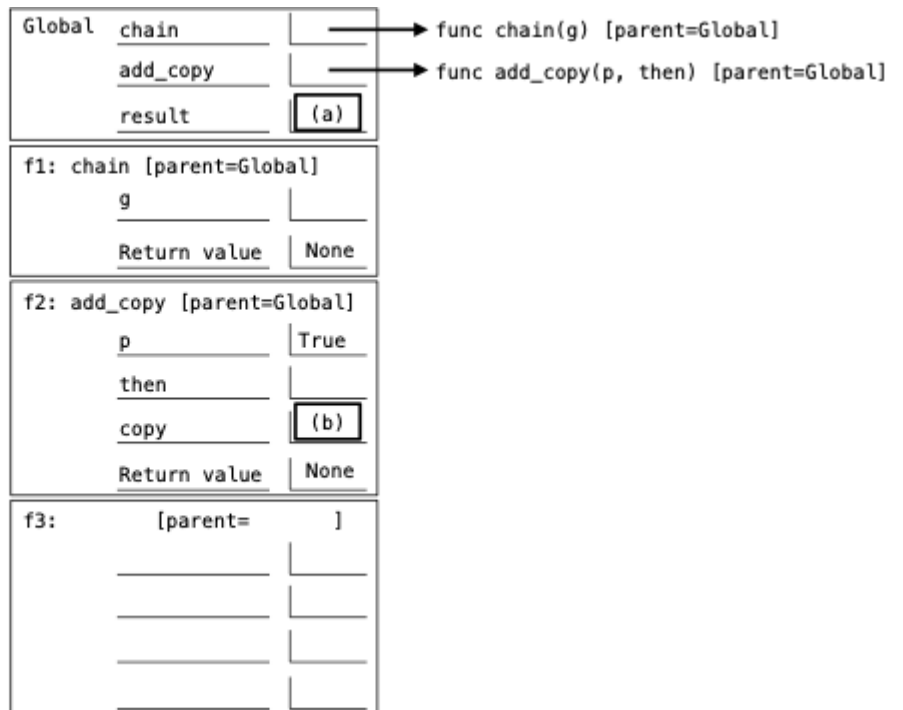 Global chain func chain(g) [parent=Global]
add_copy func add_copy(p, then) [parent=Global]
result (a)
f1: chain [parent=Global]
g
Return value None
f2: add_copy [parent=Global]
p True
then
copy (b)
Return value None
f3: [parent= ]